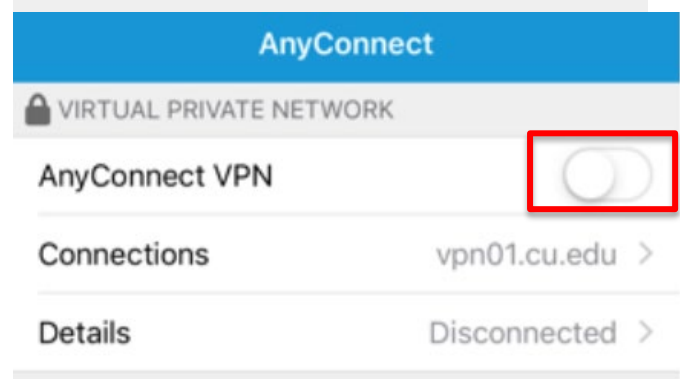 AnyConnect
VIRTUAL PRIVATE NETWORK
AnyConnect VPN
Connections vpn01.cu.edu >
Details Disconnected >